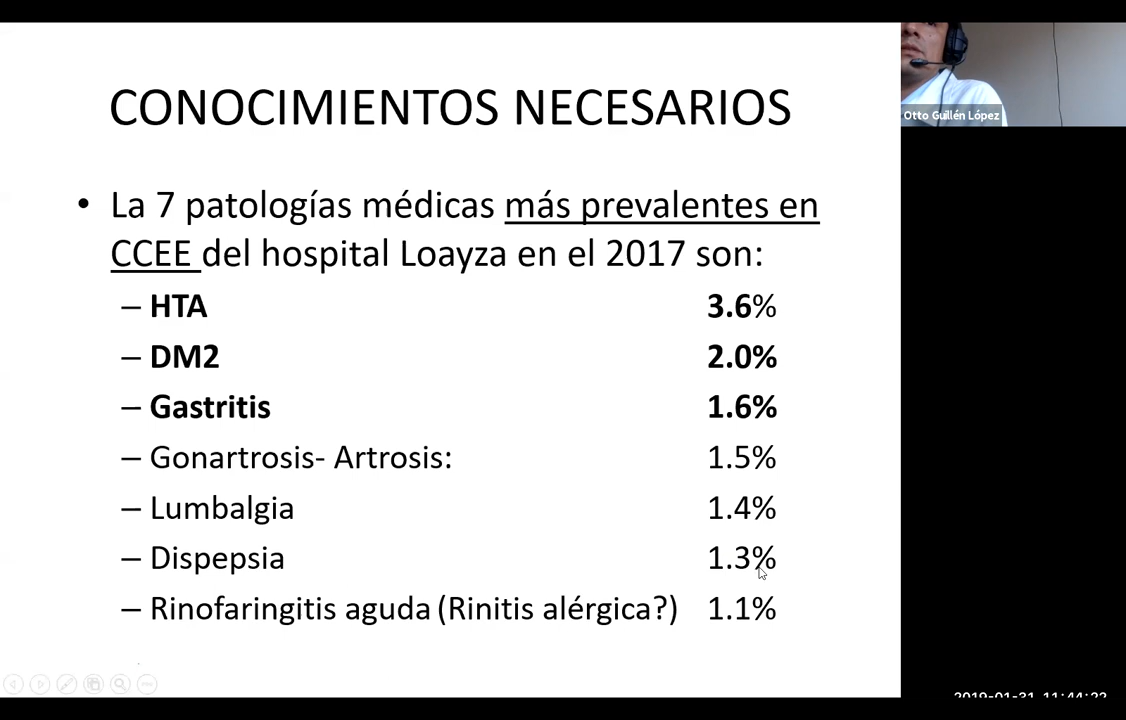 CONOCIMIENTOS NECESARIOS
• La 7 patologías médicas más prevalentes en
CCEE del hospital Loayza en el 2017 son:
– HTA 3.6%
– DM2 2.0%
– Gastritis 1.6%
– Gonartrosis- Artrosis: 1.5%
– Lumbalgia 1.4%
– Dispepsia 1.3%
– Rinofaringitis aguda (Rinitis alérgica?) 1.1%
Otto Guillén López
2019-01-31 11:44:22